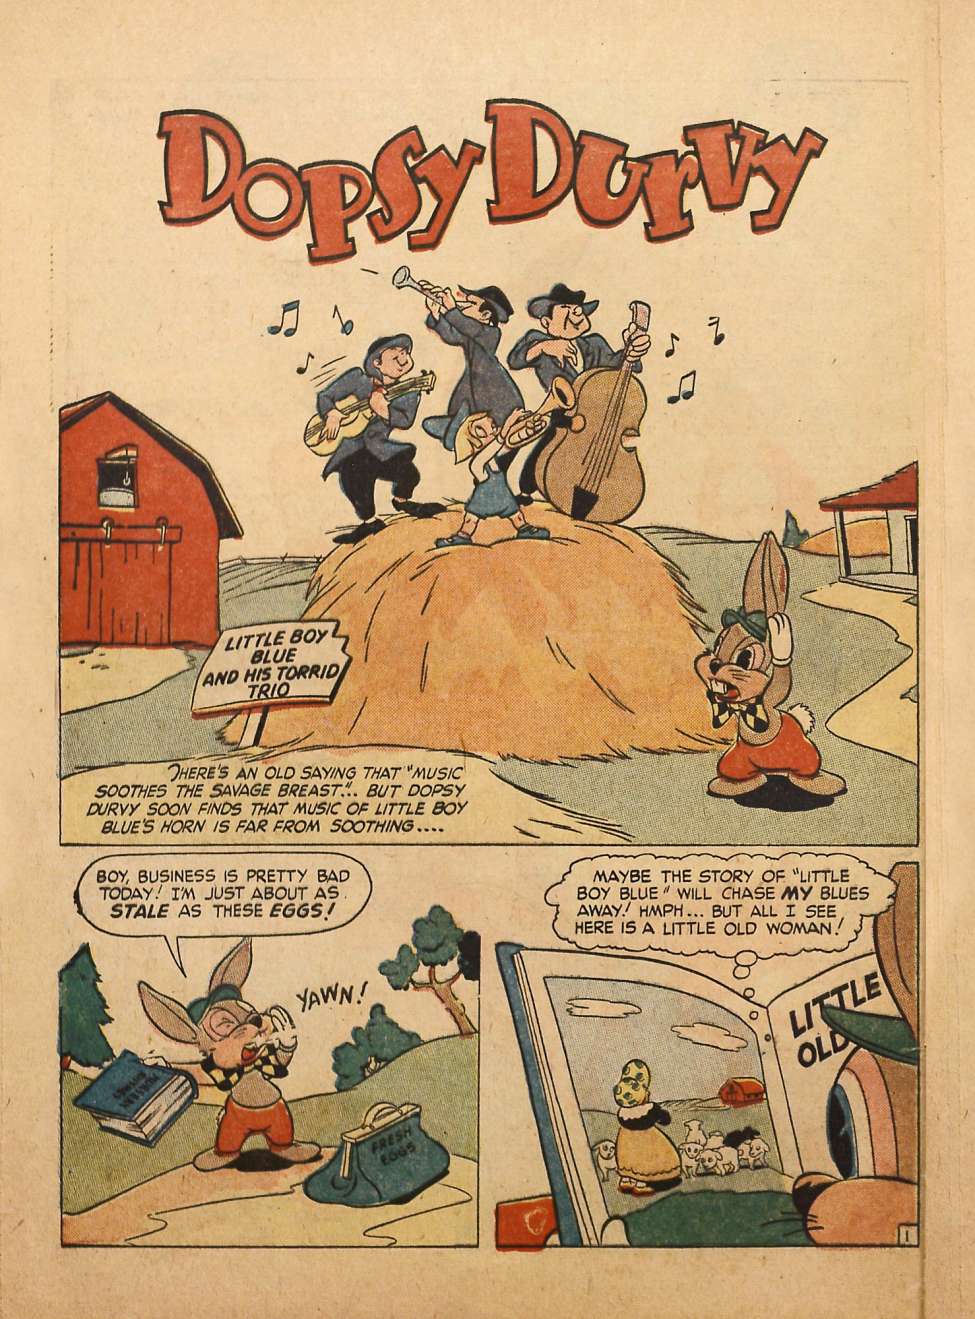 DOPSY DURVY
LITTLE BOY
BLUE
AND HIS TORRID
TRIO
THERE'S AN OLD SAYING THAT "MUSIC
SOOTHES THE SAVAGE BREAST.".. BUT DOPSY
DURVY SOON FINDS THAT MUSIC OF LITTLE BOY
BLUE'S HORN IS FAR FROM SOOTHING....
BOY, BUSINESS IS PRETTY BAD
TODAY! I'M JUST ABOUT AS
STALE AS THESE EGGS!
YAWN!
FRESH
EGGS
MAYBE THE STORY OF "LITTLE
BOY BLUE" WILL CHASE MY BLUES
AWAY! HMPH... BUT ALL I SEE
HERE IS A LITTLE OLD WOMAN!
LITTLE
OLD
1